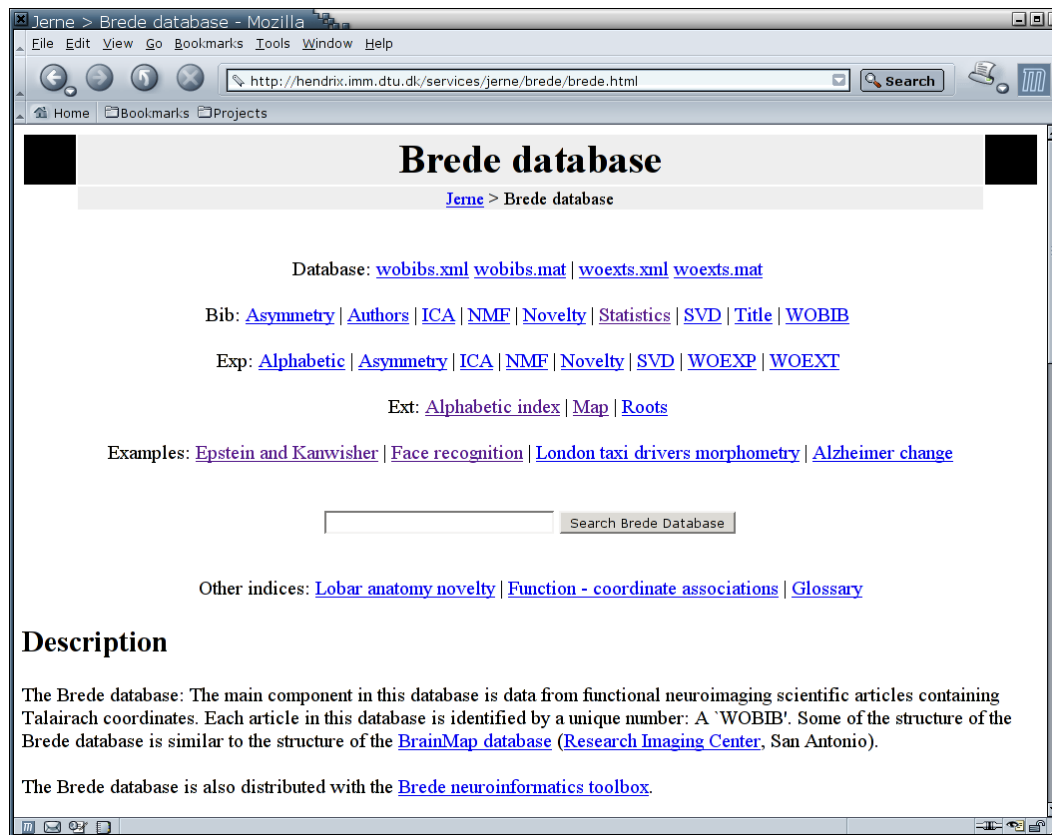 Jerne > Brede database - Mozilla
File Edit View Go Bookmarks Tools Window Help
http://hendrix.imm.dtu.dk/services/jerne/brede/brede.html Search
Home Bookmarks Projects
Brede database
Jerne > Brede database
Database: wobibs.xml wobibs.mat | woexts.xml woexts.mat
Bib: Asymmetry | Authors | ICA | NMF | Novelty | Statistics | SVD | Title | WOBIB
Exp: Alphabetic | Asymmetry | ICA | NMF | Novelty | SVD | WOEXP | WOEXT
Ext: Alphabetic index | Map | Roots
Examples: Epstein and Kanwisher | Face recognition | London taxi drivers morphometry | Alzheimer change
Search Brede Database
Other indices: Lobar anatomy novelty | Function - coordinate associations | Glossary
Description
The Brede database: The main component in this database is data from functional neuroimaging scientific articles containing
Talairach coordinates. Each article in this database is identified by a unique number: A `WOBIB'. Some of the structure of the
Brede database is similar to the structure of the BrainMap database (Research Imaging Center, San Antonio).
The Brede database is also distributed with the Brede neuroinformatics toolbox.